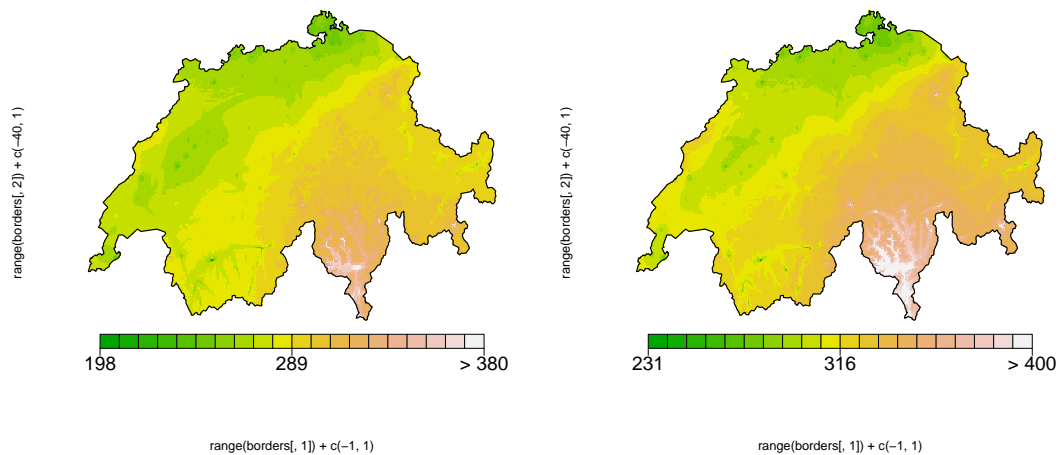 range(borders[, 2]) + c(−40, 1)
198 289 > 380
range(borders[, 1]) + c(−1, 1)
range(borders[, 2]) + c(−40, 1)
231 316 > 400
range(borders[, 1]) + c(−1, 1)